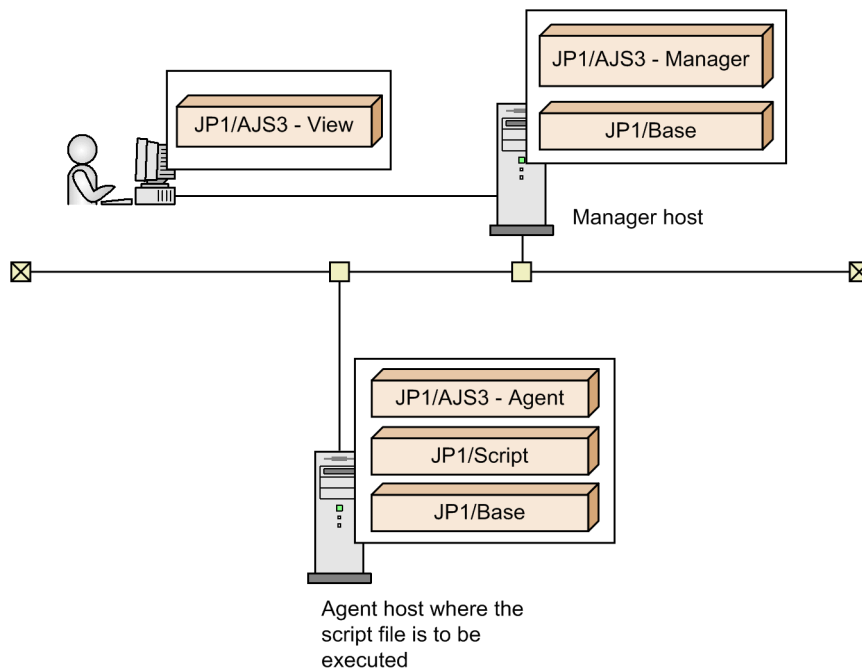 JP1/AJS3 - Manager
JP1/AJS3 - View
JP1/Base
Manager host
JP1/AJS3 - Agent
JP1/Script
JP1/Base
Agent host where the
script file is to be
executed